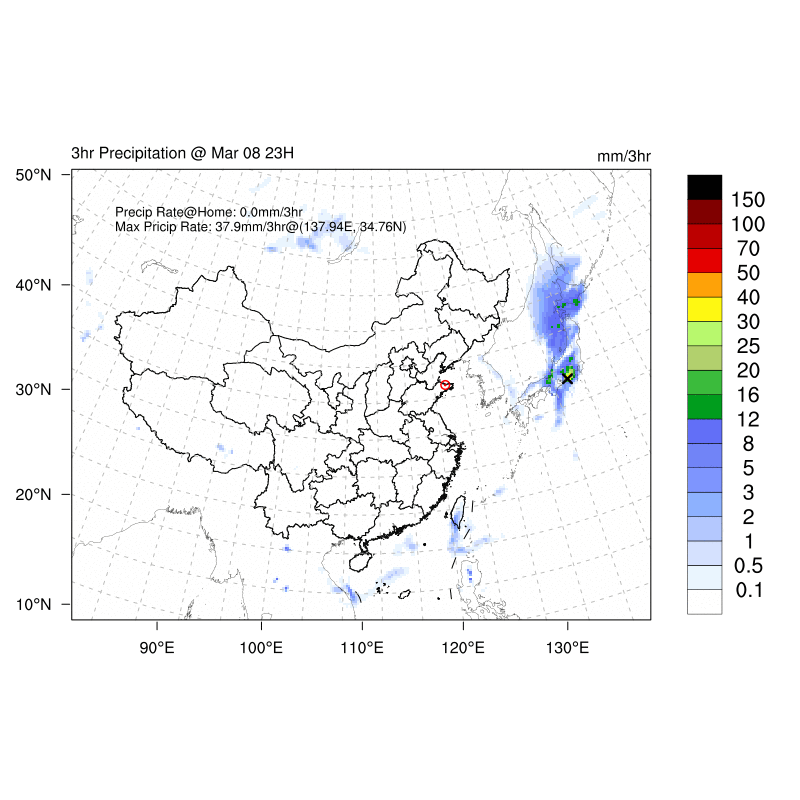 3hr Precipitation @ Mar 08 23H
mm/3hr
Precip Rate@Home: 0.0mm/3hr
Max Pricip Rate: 37.9mm/3hr@(137.94E, 34.76N)
50°N
40°N
30°N
20°N
10°N
90°E
100°E
110°E
120°E
130°E
150
100
70
50
40
30
25
20
16
12
8
5
3
2
1
0.5
0.1